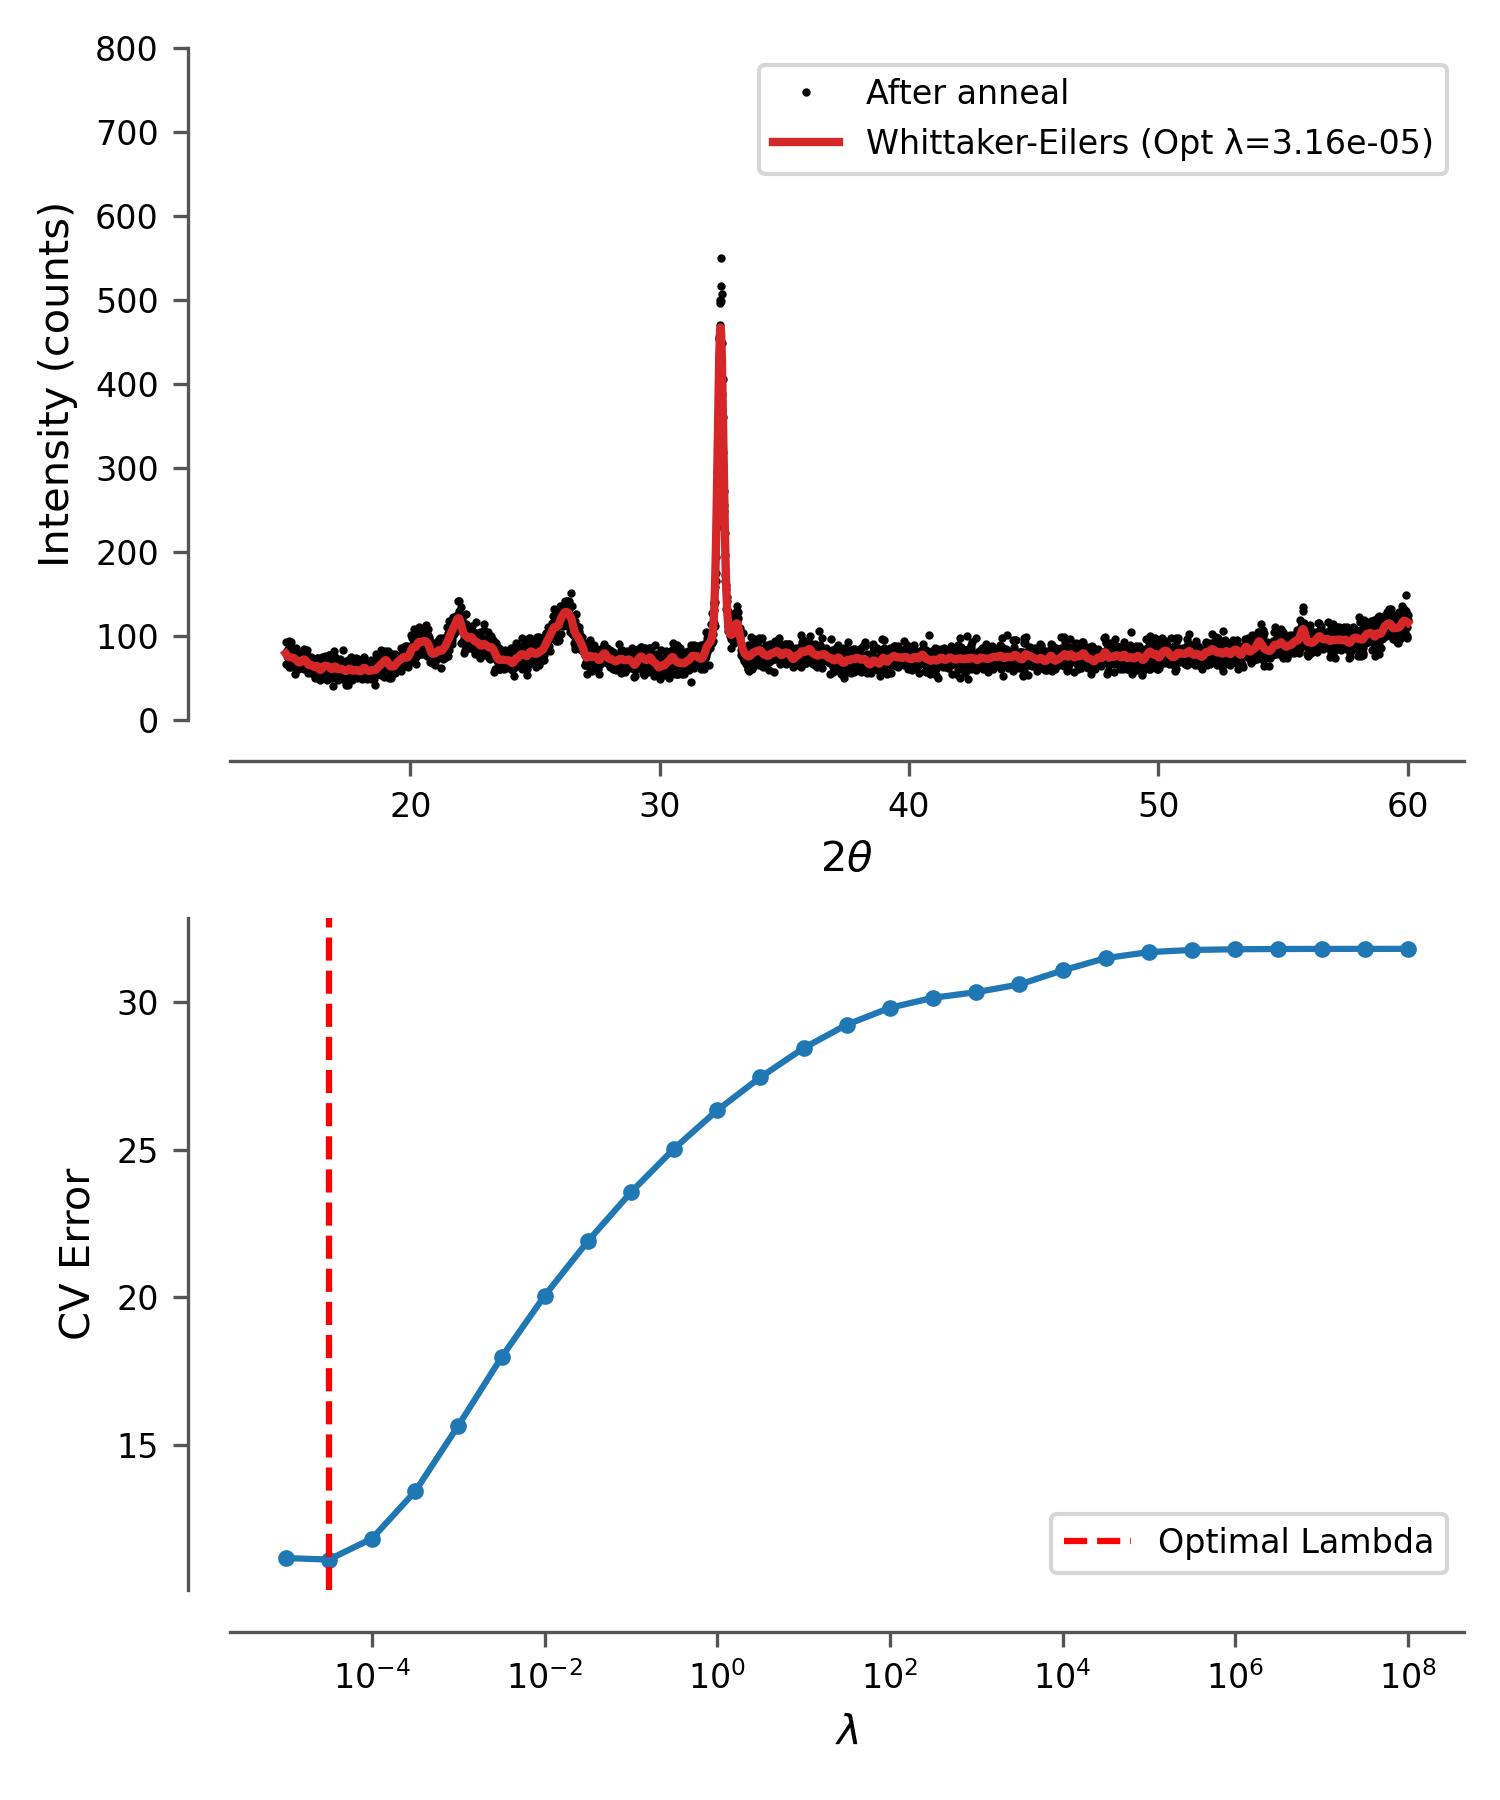 800
700
600
500
400
300
200
100
0
Intensity (counts)
After anneal
Whittaker-Eilers (Opt λ=3.16e-05)
20 30 40 50 60
2θ
30
25
20
15
CV Error
Optimal Lambda
10⁻⁴ 10⁻² 10⁰ 10² 10⁴ 10⁶ 10⁸
λ